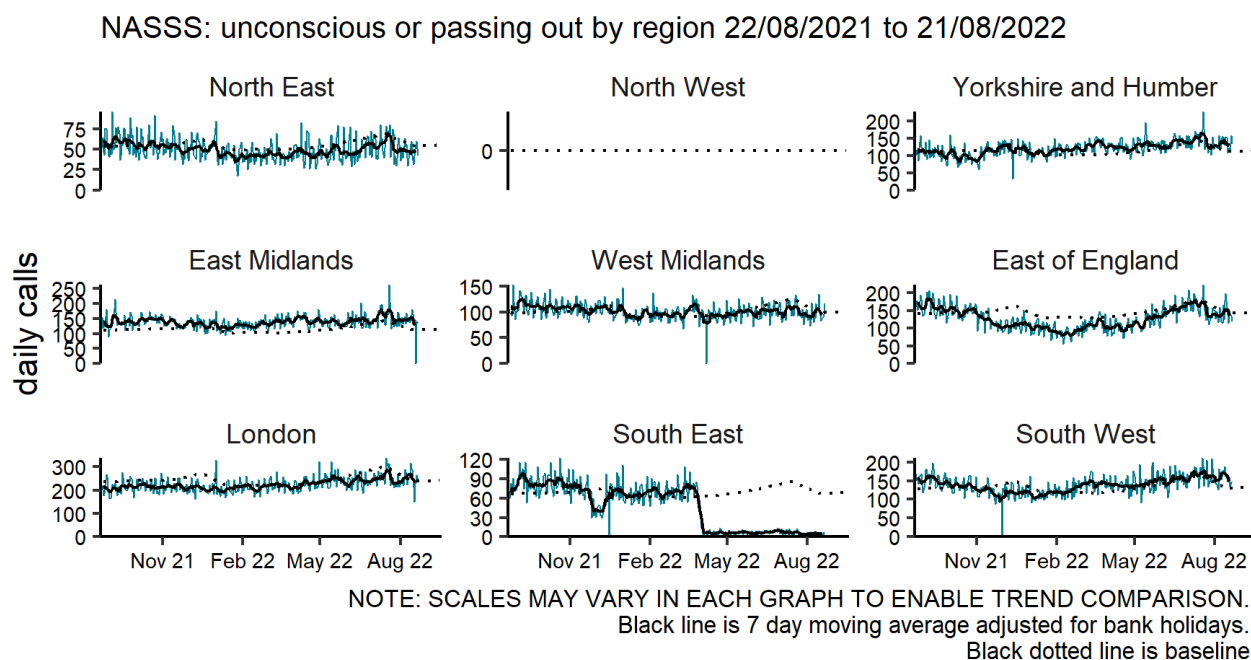 NASSS: unconscious or passing out by region 22/08/2021 to 21/08/2022
North East
North West
Yorkshire and Humber
75
50
25
0
0
200
150
100
50
0
daily calls
East Midlands
West Midlands
East of England
250
200
150
100
50
0
150
100
50
0
200
150
100
50
0
London
South East
South West
300
200
100
0
120
90
60
30
0
200
150
100
50
0
Nov 21 Feb 22 May 22 Aug 22
Nov 21 Feb 22 May 22 Aug 22
Nov 21 Feb 22 May 22 Aug 22
NOTE: SCALES MAY VARY IN EACH GRAPH TO ENABLE TREND COMPARISON.
Black line is 7 day moving average adjusted for bank holidays.
Black dotted line is baseline